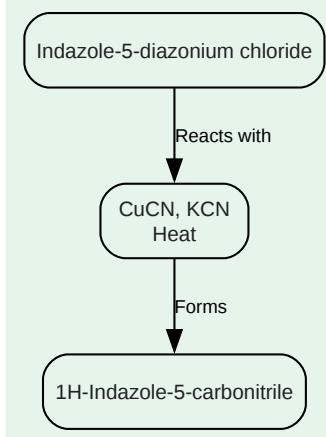 Indazole-5-diazonium chloride
Reacts with
CuCN, KCN
Heat
Forms
1H-Indazole-5-carbonitrile